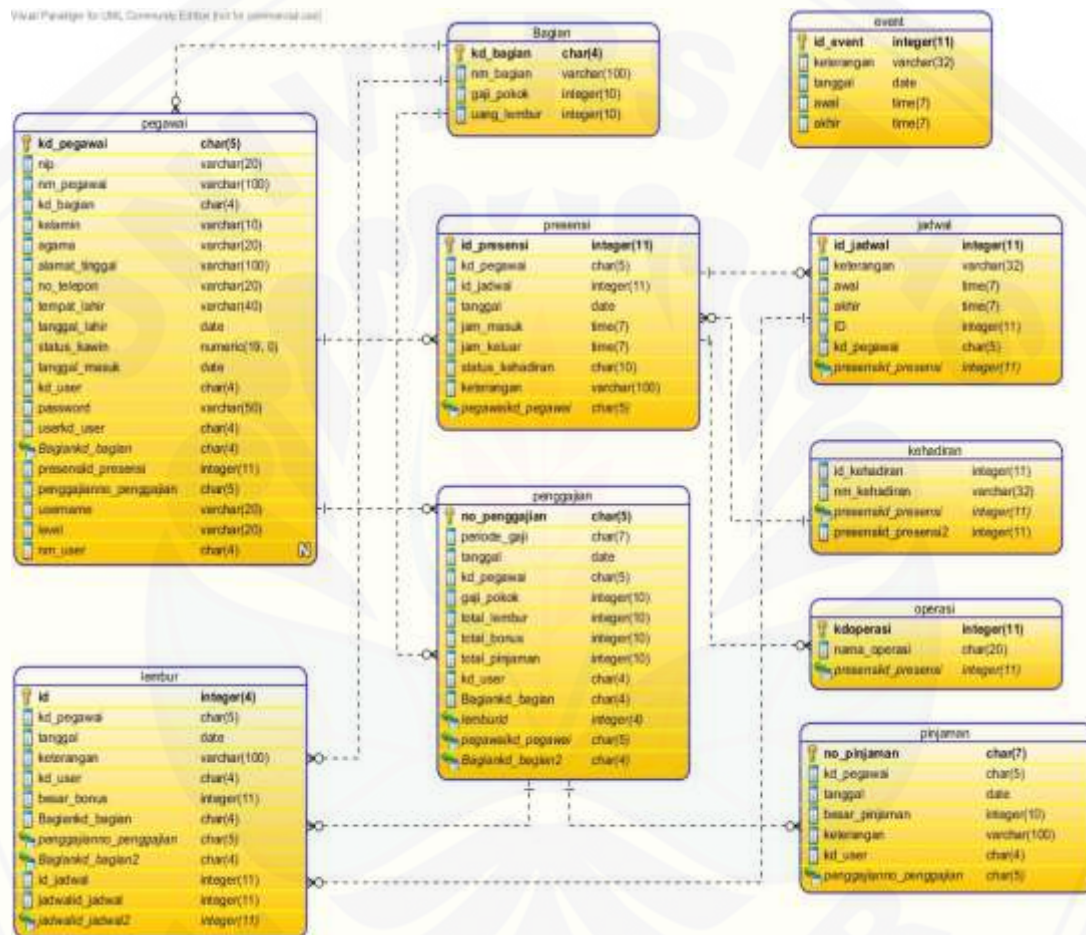 Visual Paradigm for UML Community Edition [not for commercial use]
Bagian
kd_bagian char(4)
nm_bagian varchar(100)
gaji_pokok integer(10)
uang_lembur integer(10)
event
id_event integer(11)
keterangan varchar(32)
tanggal date
awal time(7)
akhir time(7)
pegawai
kd_pegawai char(5)
nip varchar(20)
nm_pegawai varchar(100)
kd_bagian char(4)
kelamin varchar(10)
agama varchar(20)
alamat_tinggal varchar(100)
no_telepon varchar(20)
tempat_lahir varchar(40)
tanggal_lahir date
status_kawin numeric(19, 0)
tanggal_masuk date
kd_user char(4)
password varchar(50)
userkd_user char(4)
Bagiankd_bagian char(4)
presensiid_presensi integer(11)
penggajianno_penggajian char(5)
username varchar(20)
level varchar(20)
nm_user char(4)
N
presensi
id_presensi integer(11)
kd_pegawai char(5)
id_jadwal integer(11)
tanggal date
jam_masuk time(7)
jam_keluar time(7)
status_kehadiran char(10)
keterangan varchar(100)
pegawaikd_pegawai char(5)
jadwal
id_jadwal integer(11)
keterangan varchar(32)
awal time(7)
akhir time(7)
ID integer(11)
kd_pegawai char(5)
presensiid_presensi integer(11)
kehadiran
id_kehadiran integer(11)
nm_kehadiran varchar(32)
presensiid_presensi integer(11)
presensiid_presensi2 integer(11)
penggajian
no_penggajian char(5)
periode_gaji char(7)
tanggal date
kd_pegawai char(5)
gaji_pokok integer(10)
total_lembur integer(10)
total_bonus integer(10)
total_pinjaman integer(10)
kd_user char(4)
Bagiankd_bagian char(4)
lemburid integer(4)
pegawaikd_pegawai char(5)
Bagiankd_bagian2 char(4)
operasi
kdoperasi integer(11)
nama_operasi char(20)
presensiid_presensi integer(11)
lembur
id integer(4)
kd_pegawai char(5)
tanggal date
keterangan varchar(100)
kd_user char(4)
besar_bonus integer(11)
Bagiankd_bagian char(4)
penggajianno_penggajian char(5)
Bagiankd_bagian2 char(4)
id_jadwal integer(11)
jadwalid_jadwal integer(11)
jadwalid_jadwal2 integer(11)
pinjaman
no_pinjaman char(7)
kd_pegawai char(5)
tanggal date
besar_pinjaman integer(10)
keterangan varchar(100)
kd_user char(4)
penggajianno_penggajian char(5)